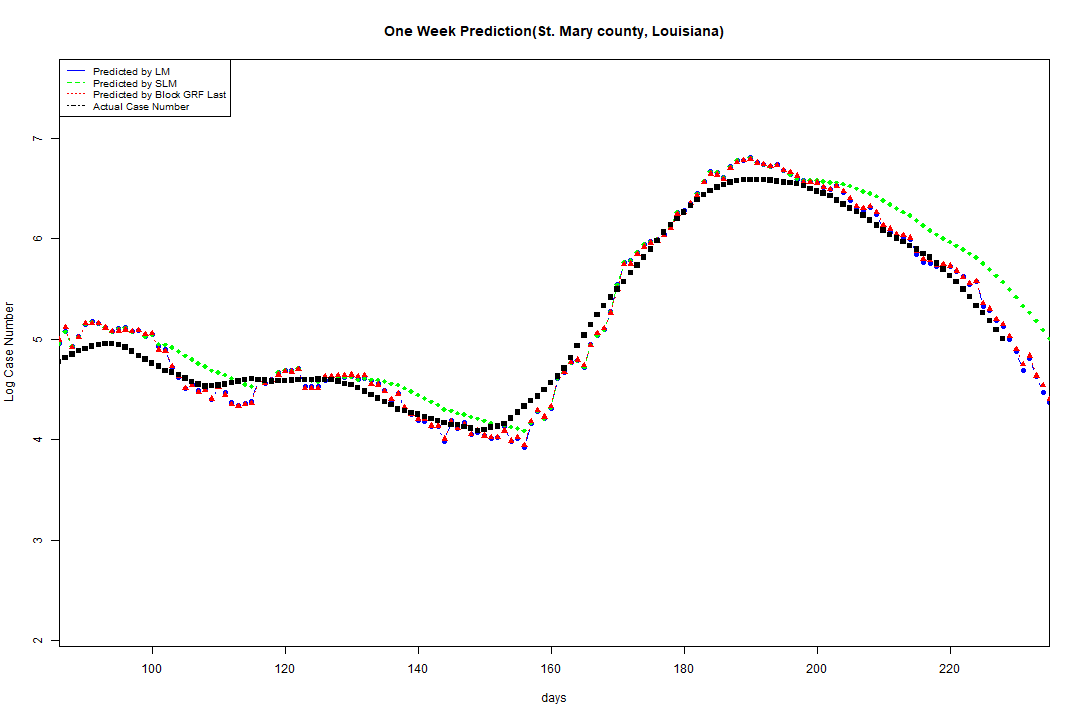 One Week Prediction(St. Mary county, Louisiana)
Predicted by LM
Predicted by SLM
Predicted by Block GRF Last
Actual Case Number
7
6
5
4
3
2
Log Case Number
100 120 140 160 180 200 220
days